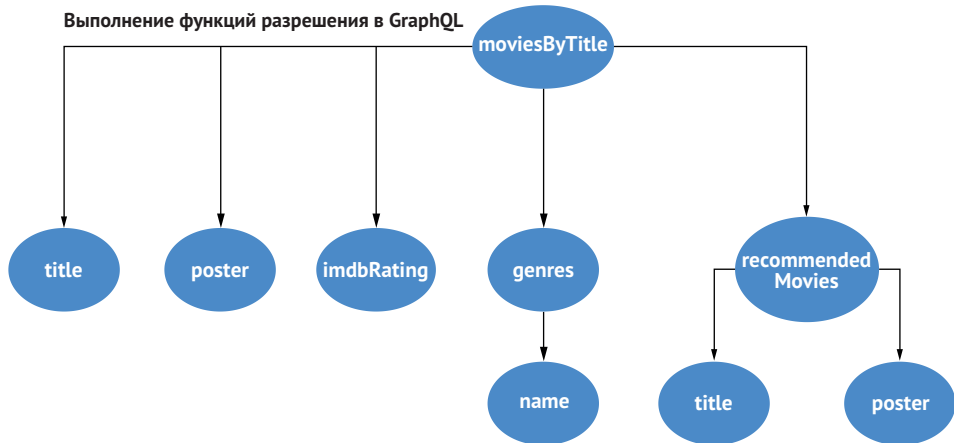 Выполнение функций разрешения в GraphQL
moviesByTitle
title
poster
imdbRating
genres
recommended
Movies
name
title
poster